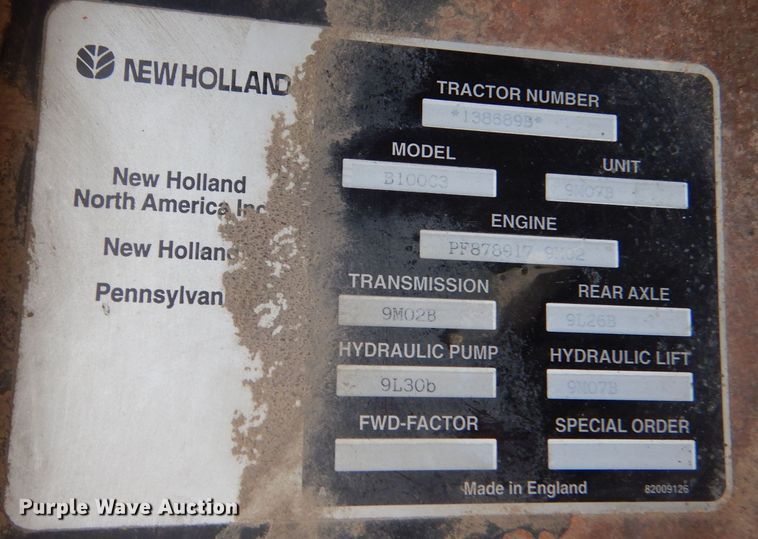 NEW HOLLAND
New Holland
North America Inc
New Holland
Pennsylvan
TRACTOR NUMBER
*138689B*
MODEL
UNIT
9M07B
ENGINE
PF878917 9M02
TRANSMISSION
REAR AXLE
9M02B
9L26B
HYDRAULIC PUMP
HYDRAULIC LIFT
9L30b
9M07B
FWD-FACTOR
SPECIAL ORDER
Made in England
82009126
Purple Wave Auction